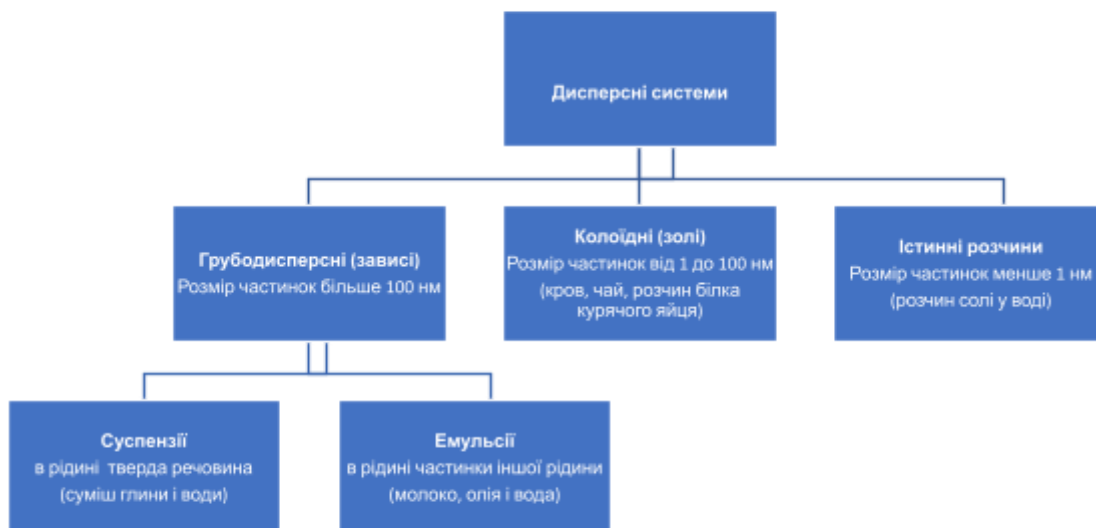 Дисперсні системи
Грубодисперсні (зависі)
Розмір частинок більше 100 нм
Колоїдні (золі)
Розмір частинок від 1 до 100 нм
(кров, чай, розчин білка
курячого яйця)
Істинні розчини
Розмір частинок менше 1 нм
(розчин солі у воді)
Суспензії
в рідині тверда речовина
(суміш глини і води)
Емульсії
в рідині частинки іншої рідини
(молоко, олія і вода)